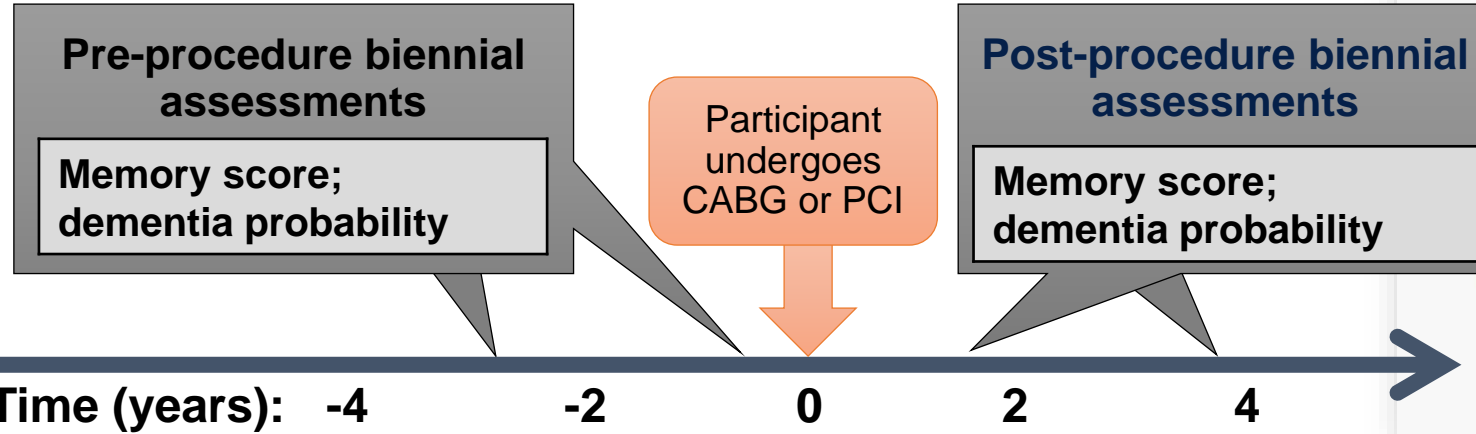 Pre-procedure biennial
assessments
Memory score;
dementia probability
Participant
undergoes
CABG or PCI
Post-procedure biennial
assessments
Memory score;
dementia probability
Time (years): -4 -2 0 2 4